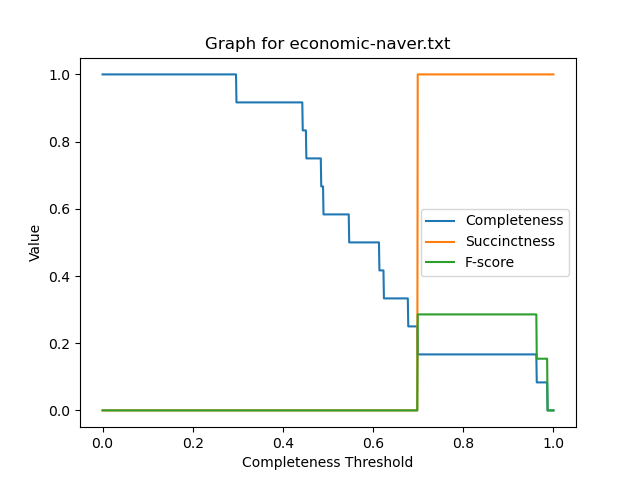 Graph for economic-naver.txt
1.0
0.8
0.6
0.4
0.2
0.0
Value
Completeness
Succinctness
F-score
0.0 0.2 0.4 0.6 0.8 1.0
Completeness Threshold